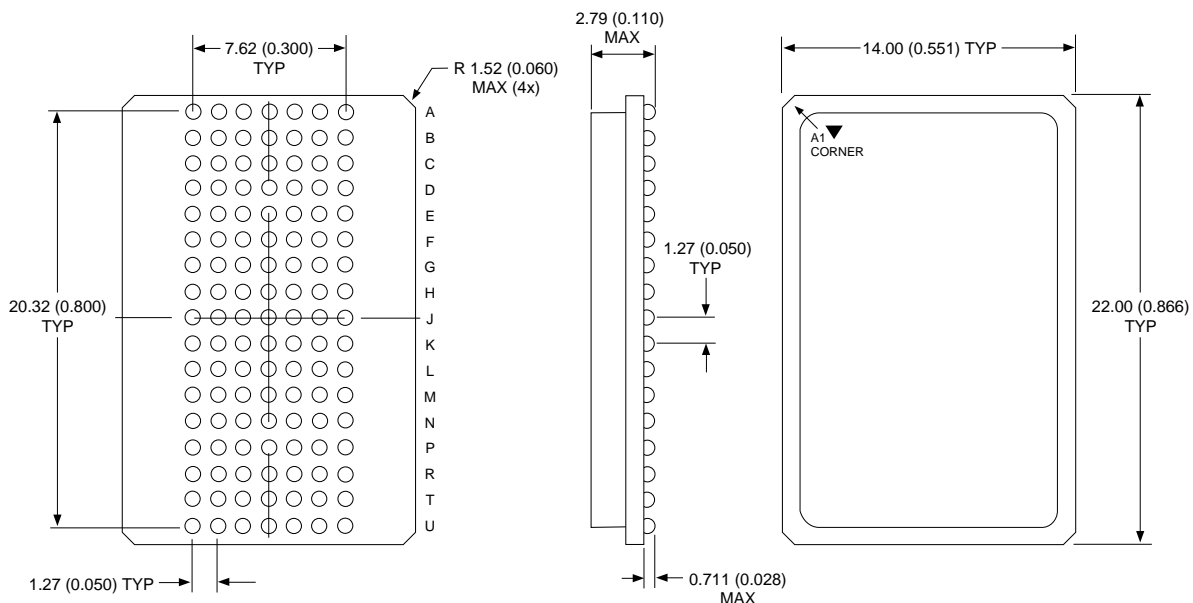 7.62 (0.300)
TYP
R 1.52 (0.060)
MAX (4x)
A
B
C
D
E
F
G
H
J
K
L
M
N
P
R
T
U
20.32 (0.800)
TYP
1.27 (0.050) TYP
2.79 (0.110)
MAX
1.27 (0.050)
TYP
0.711 (0.028)
MAX
14.00 (0.551) TYP
A1
CORNER
22.00 (0.866)
TYP